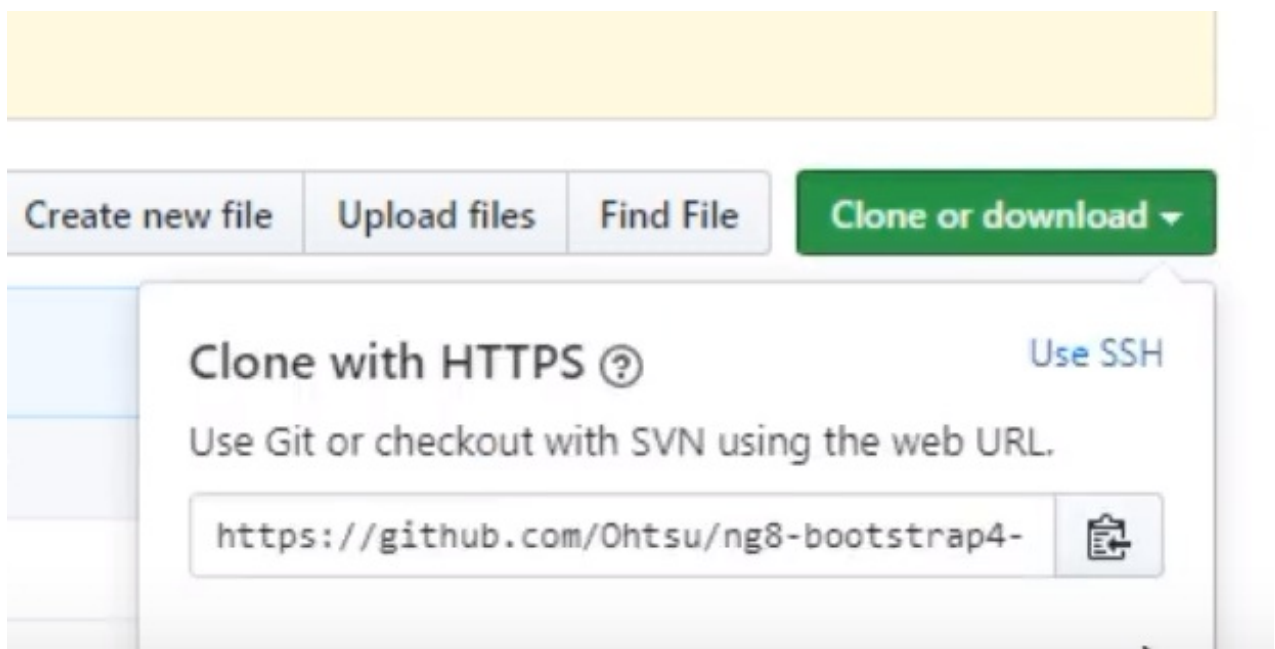 Create new file Upload files Find File Clone or download
Clone with HTTPS Use SSH
Use Git or checkout with SVN using the web URL.
https://github.com/Ohtsu/ng8-bootstrap4-